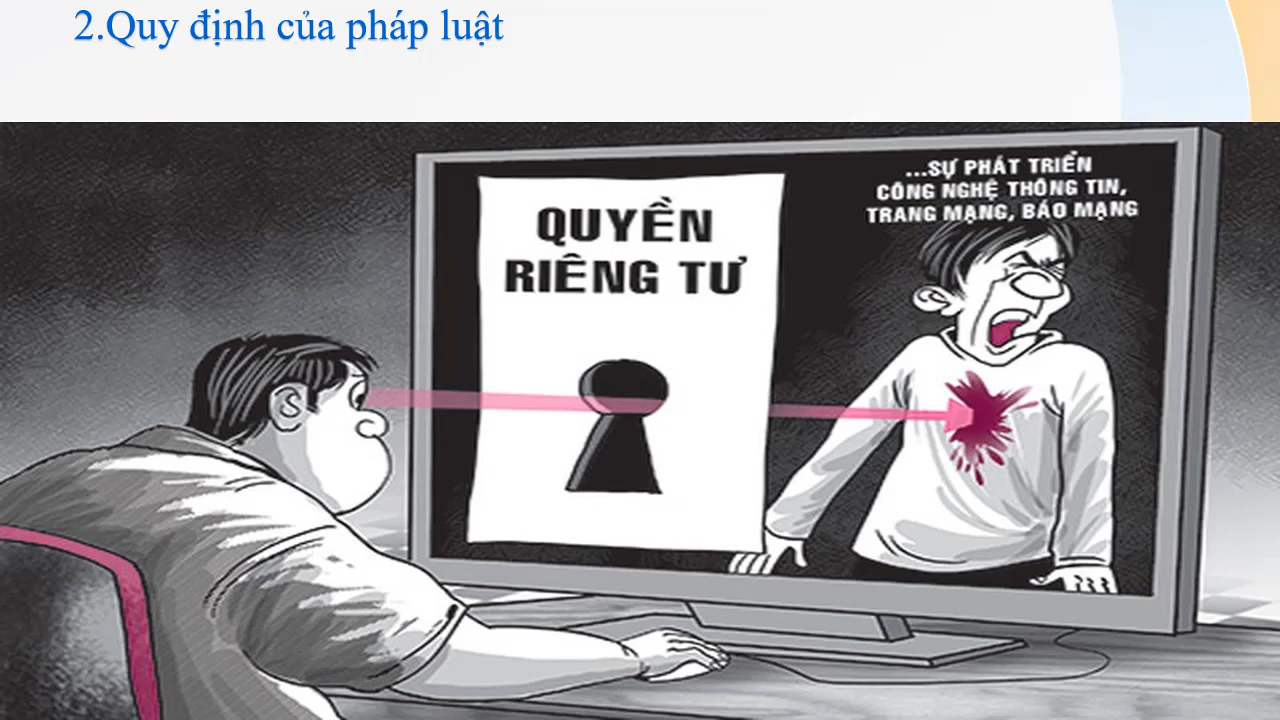 2.Quy định của pháp luật
...SỰ PHÁT TRIỂN
CÔNG NGHỆ THÔNG TIN,
TRANG MẠNG, BÁO MẠNG
QUYỀN
RIÊNG TƯ